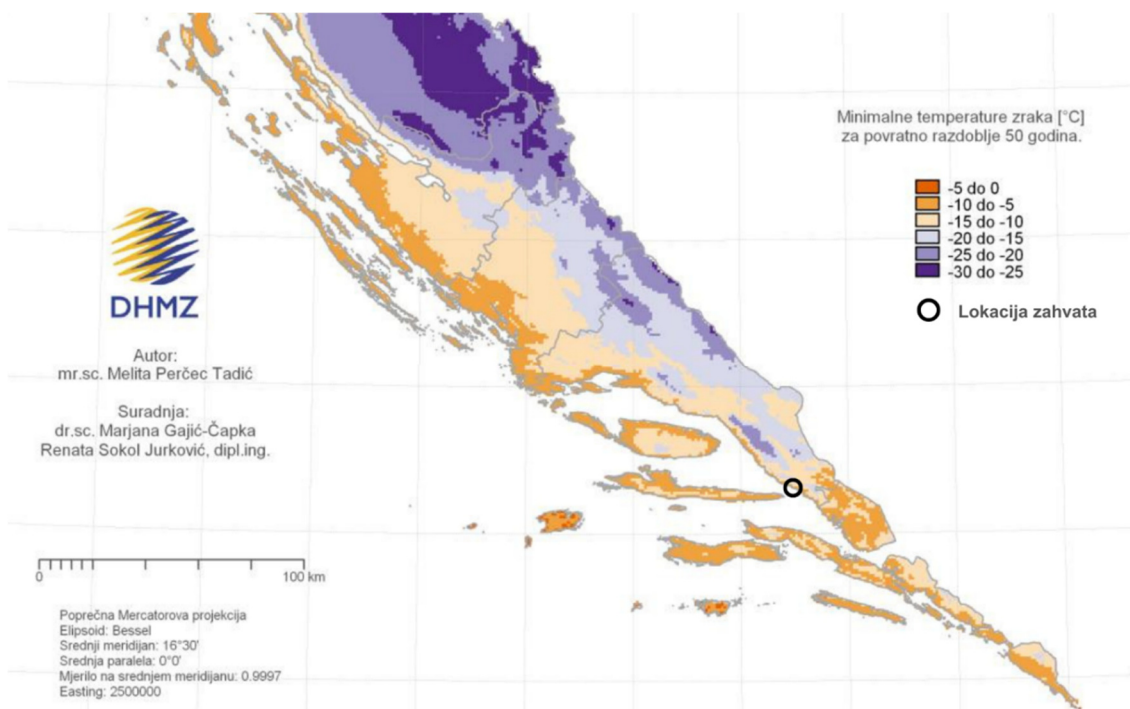 Minimalne temperature zraka [°C]
za povratno razdoblje 50 godina.
-5 do 0
-10 do -5
-15 do -10
-20 do -15
-25 do -20
-30 do -25
Lokacija zahvata
DHMZ
Autor:
mr.sc. Melita Perčec Tadić
Suradnja:
dr.sc. Marjana Gajić-Čapka
Renata Sokol Jurković, dipl.ing.
0 100 km
Poprečna Mercatorova projekcija
Elipsoid: Bessel
Srednji meridijan: 16°30'
Srednja paralela: 0°0'
Mjerilo na srednjem meridijanu: 0.9997
Easting: 2500000